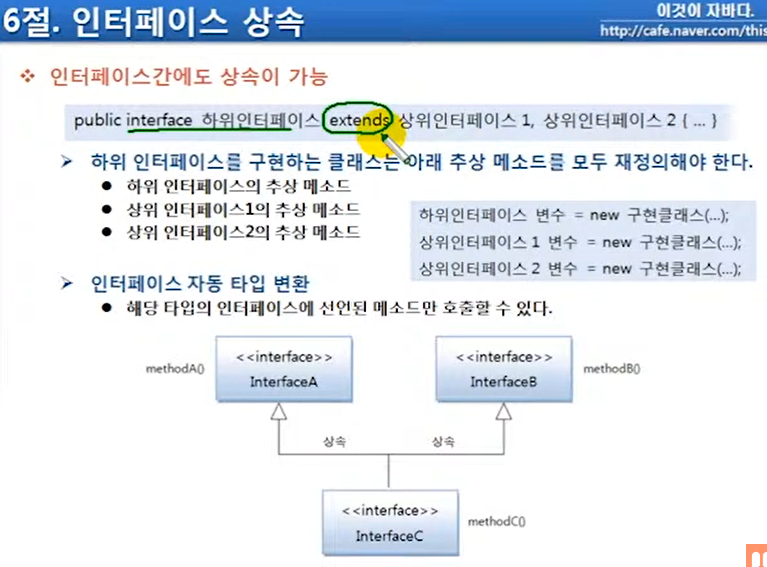 6절. 인터페이스 상속
이것이 자바다.
http://cafe.naver.com/this
인터페이스간에도 상속이 가능
public interface 하위인터페이스 extends 상위인터페이스 1, 상위인터페이스 2 { ... }
하위 인터페이스를 구현하는 클래스는 아래 추상 메소드를 모두 재정의해야 한다.
하위 인터페이스의 추상 메소드
상위 인터페이스1의 추상 메소드
상위 인터페이스2의 추상 메소드
하위인터페이스 변수 = new 구현클래스(...);
상위인터페이스 1 변수 = new 구현클래스(...);
상위인터페이스 2 변수 = new 구현클래스(...);
인터페이스 자동 타입 변환
해당 타입의 인터페이스에 선언된 메소드만 호출할 수 있다.
methodA()
<<interface>>
InterfaceA
<<interface>>
InterfaceB
methodB()
상속
상속
<<interface>>
InterfaceC
methodC()